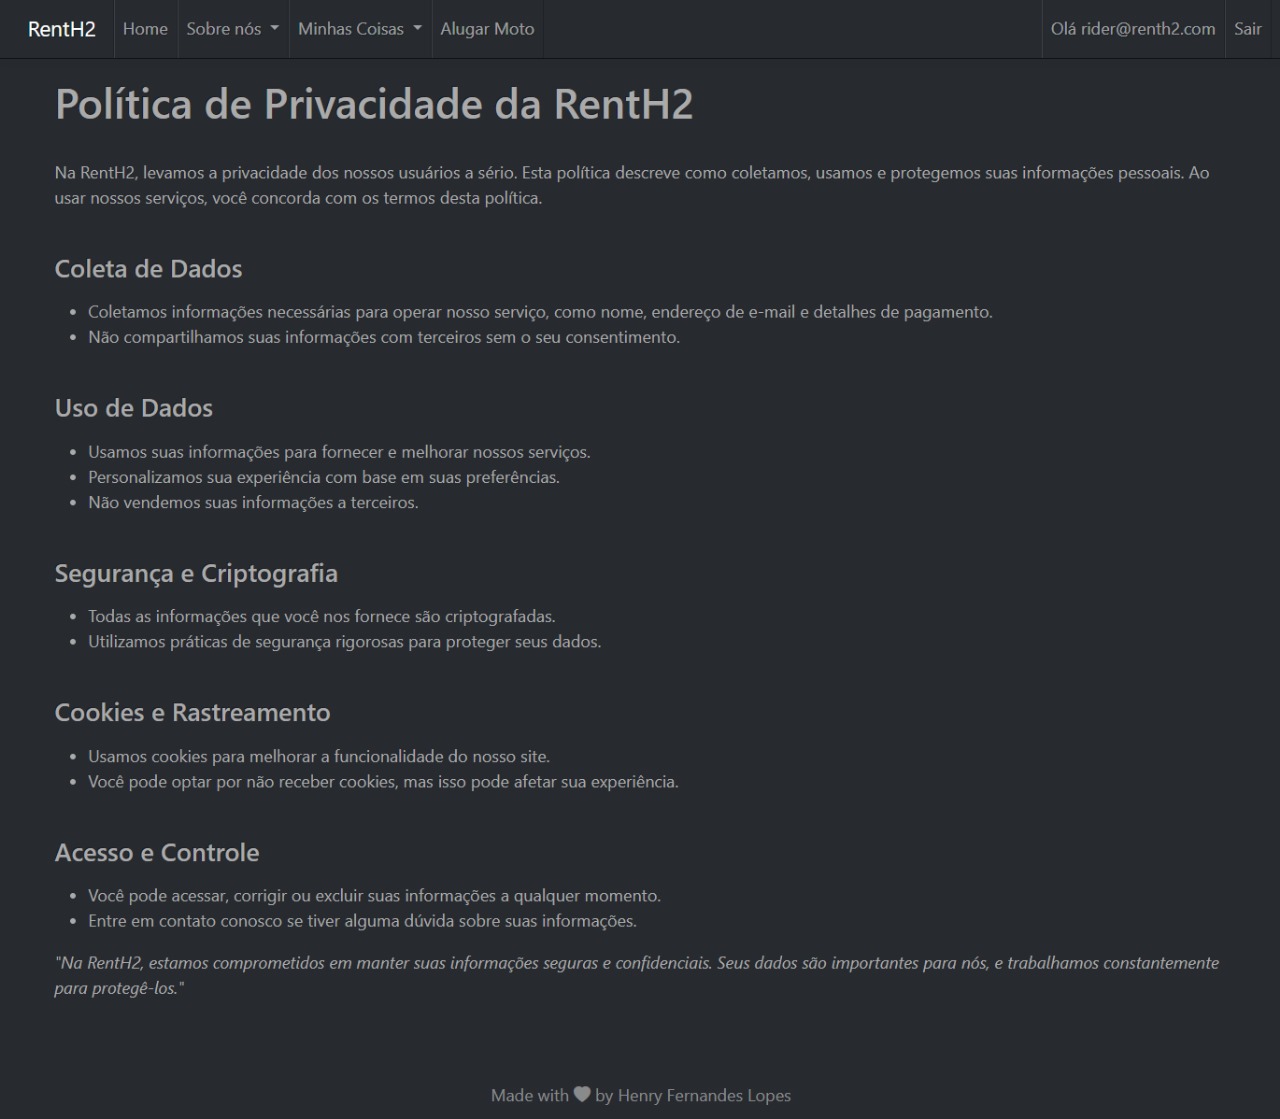 RentH2 Home Sobre nós Minhas Coisas Alugar Moto Olá rider@renth2.com Sair
Política de Privacidade da RentH2
Na RentH2, levamos a privacidade dos nossos usuários a sério. Esta política descreve como coletamos, usamos e protegemos suas informações pessoais. Ao
usar nossos serviços, você concorda com os termos desta política.
Coleta de Dados
• Coletamos informações necessárias para operar nosso serviço, como nome, endereço de e-mail e detalhes de pagamento.
• Não compartilhamos suas informações com terceiros sem o seu consentimento.
Uso de Dados
• Usamos suas informações para fornecer e melhorar nossos serviços.
• Personalizamos sua experiência com base em suas preferências.
• Não vendemos suas informações a terceiros.
Segurança e Criptografia
• Todas as informações que você nos fornece são criptografadas.
• Utilizamos práticas de segurança rigorosas para proteger seus dados.
Cookies e Rastreamento
• Usamos cookies para melhorar a funcionalidade do nosso site.
• Você pode optar por não receber cookies, mas isso pode afetar sua experiência.
Acesso e Controle
• Você pode acessar, corrigir ou excluir suas informações a qualquer momento.
• Entre em contato conosco se tiver alguma dúvida sobre suas informações.
"Na RentH2, estamos comprometidos em manter suas informações seguras e confidenciais. Seus dados são importantes para nós, e trabalhamos constantemente
para protegê-los."
Made with ♥ by Henry Fernandes Lopes